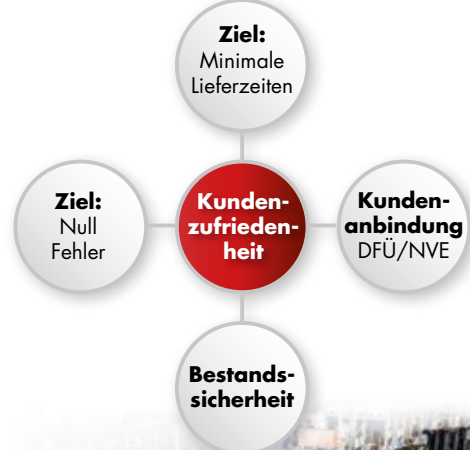 Ziel:
Minimale
Lieferzeiten
Ziel:
Null
Fehler
Kunden-
zufrieden-
heit
Kunden-
anbindung
DFÜ/NVE
Bestands-
sicherheit